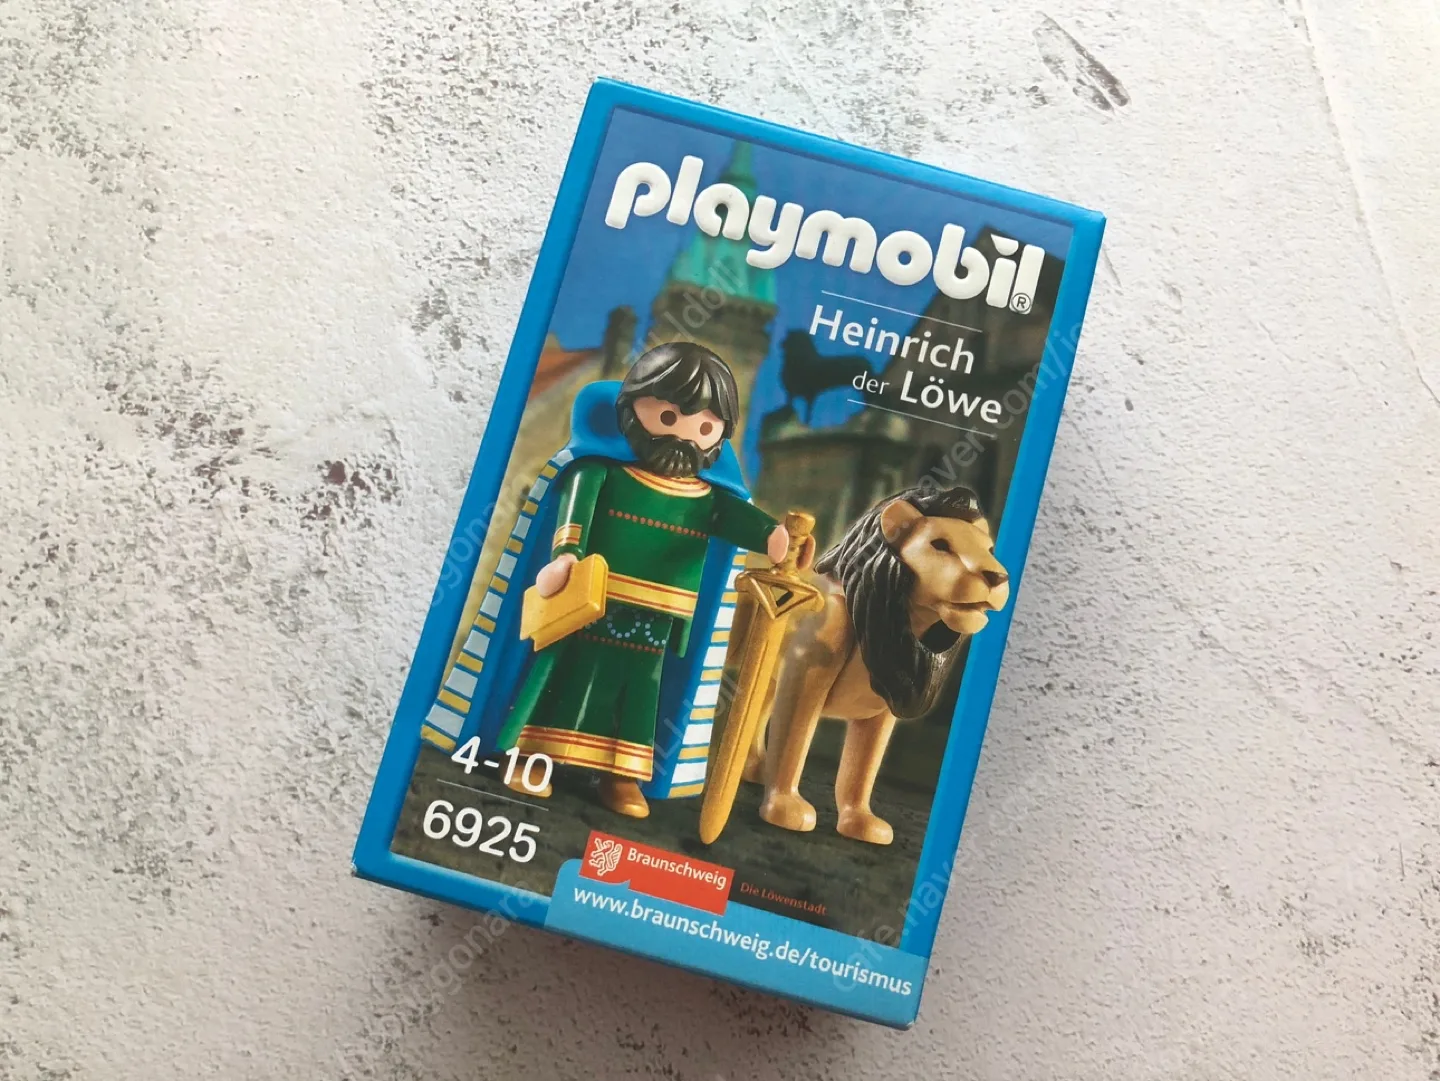 playmobil®
Heinrich
der Löwe
4-10
6925
Braunschweig
Die Löwenstadt
www.braunschweig.de/tourismus